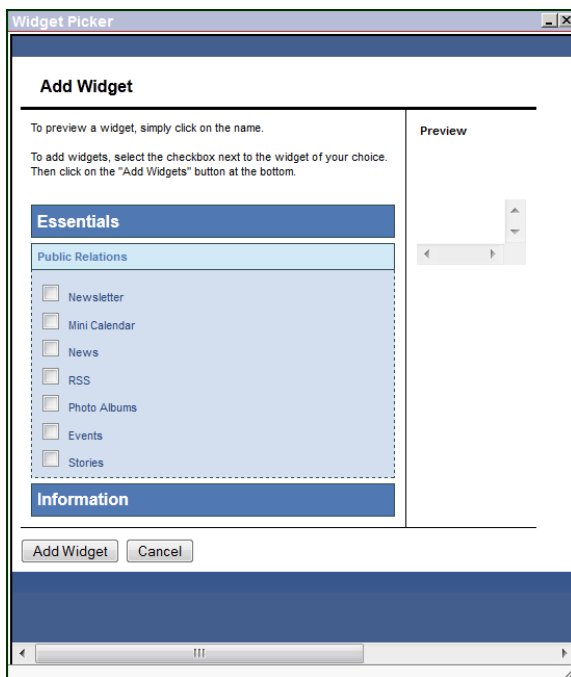 Widget Picker
Add Widget
To preview a widget, simply click on the name.
To add widgets, select the checkbox next to the widget of your choice.
Then click on the "Add Widgets" button at the bottom.
Preview
Essentials
Public Relations
Newsletter
Mini Calendar
News
RSS
Photo Albums
Events
Stories
Information
Add Widget
Cancel